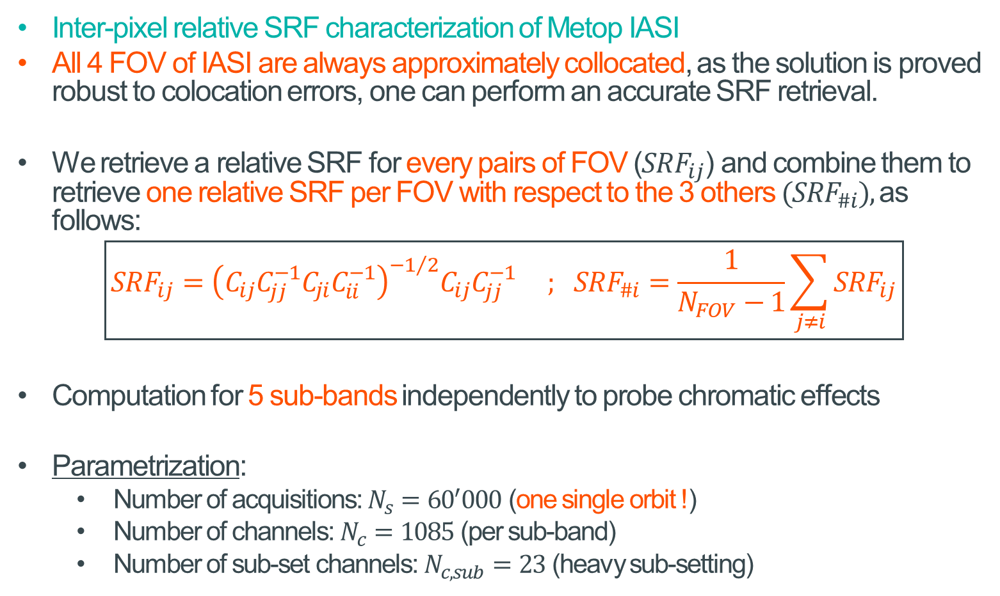 • Inter-pixel relative SRF characterization of Metop IASI
• All 4 FOV of IASI are always approximately collocated, as the solution is proved
robust to colocation errors, one can perform an accurate SRF retrieval.
• We retrieve a relative SRF for every pairs of FOV (𝑆𝑅𝐹_{𝑖𝑗}) and combine them to
retrieve one relative SRF per FOV with respect to the 3 others (𝑆𝑅𝐹_{#𝑖}), as
follows:
SRF_{ij} = (C_{ij}C_{jj}^{-1}C_{ji}C_{ii}^{-1})^{-1/2} C_{ij}C_{jj}^{-1} ; SRF_{#i} = \frac{1}{N_{FOV} - 1} \sum_{j≠i} SRF_{ij}
• Computation for 5 sub-bands independently to probe chromatic effects
• Parametrization:
• Number of acquisitions: N_s = 60′000 (one single orbit !)
• Number of channels: N_c = 1085 (per sub-band)
• Number of sub-set channels: N_{c,sub} = 23 (heavy sub-setting)